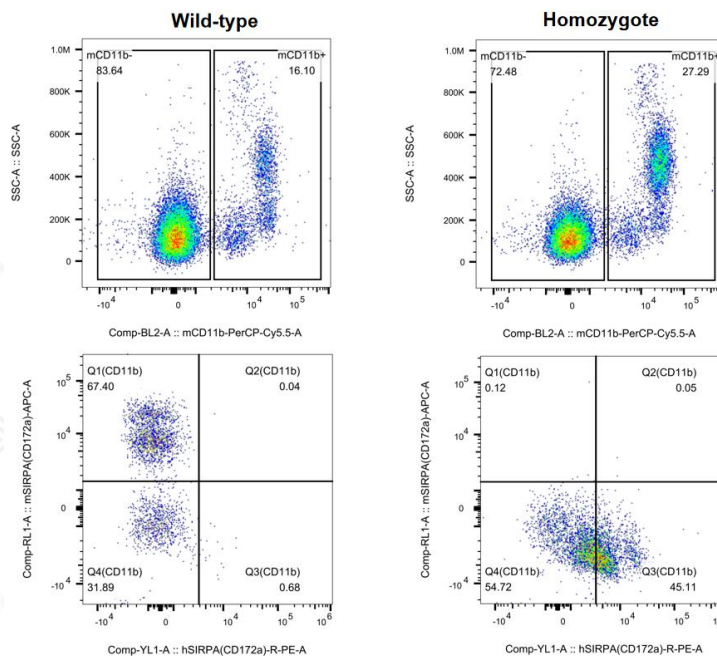 Wild-type
Homozygote
mCD11b-
83.64
mCD11b+
16.10
1.0M
800K
600K
400K
200K
0
SSC-A :: SSC-A
-10^4
0
10^4
10^5
Comp-BL2-A :: mCD11b-PerCP-Cy5.5-A
mCD11b-
72.48
mCD11b+
27.29
1.0M
800K
600K
400K
200K
0
SSC-A :: SSC-A
-10^4
0
10^4
10^5
Comp-BL2-A :: mCD11b-PerCP-Cy5.5-A
Q1(CD11b)
67.40
Q2(CD11b)
0.04
Q4(CD11b)
31.89
Q3(CD11b)
0.68
10^5
10^4
0
-10^4
Comp-RL1-A :: mSIRPA(CD172a)-APC-A
-10^4
0
10^4
10^5
10^6
Comp-YL1-A :: hSIRPA(CD172a)-R-PE-A
Q1(CD11b)
0.12
Q2(CD11b)
0.05
Q4(CD11b)
54.72
Q3(CD11b)
45.11
10^5
10^4
0
-10^4
Comp-RL1-A :: mSIRPA(CD172a)-APC-A
-10^4
0
10^4
10^5
10^6
Comp-YL1-A :: hSIRPA(CD172a)-R-PE-A